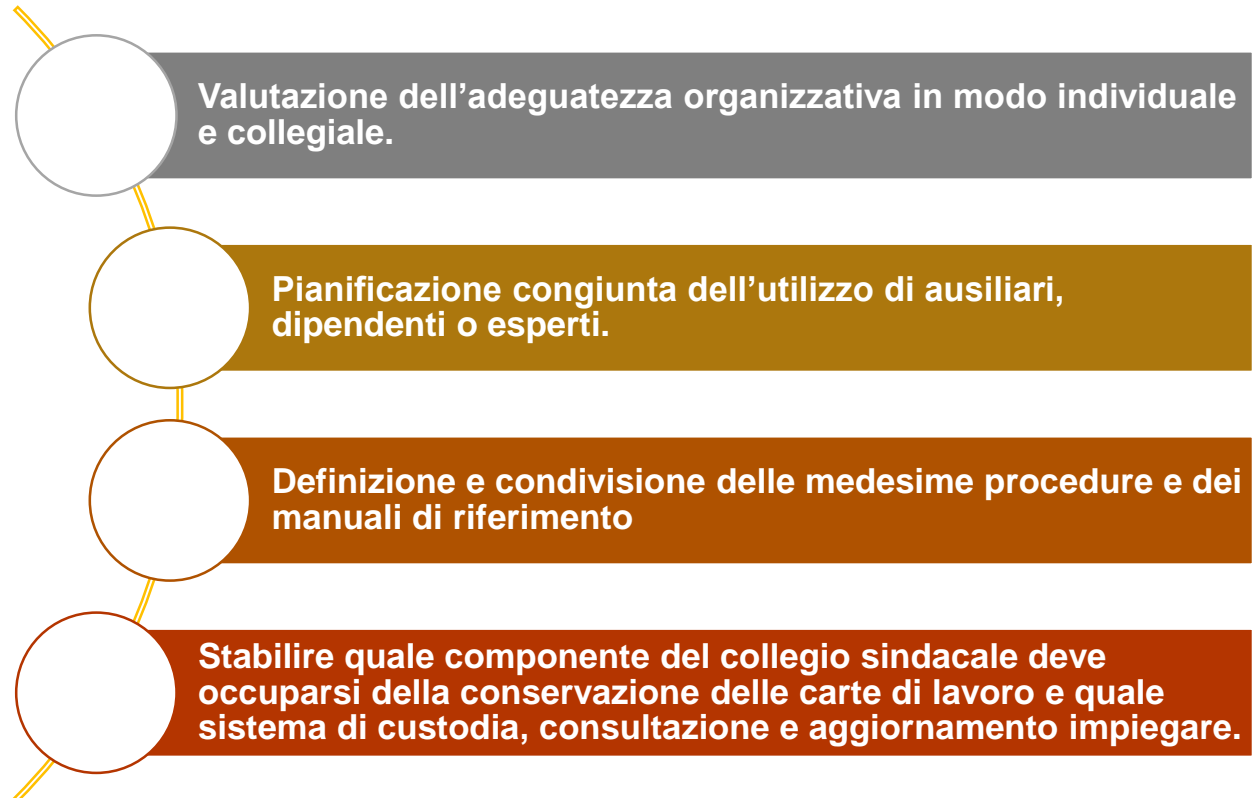 Valutazione dell’adeguatezza organizzativa in modo individuale
e collegiale.
Pianificazione congiunta dell’utilizzo di ausiliari,
dipendenti o esperti.
Definizione e condivisione delle medesime procedure e dei
manuali di riferimento
Stabilire quale componente del collegio sindacale deve
occuparsi della conservazione delle carte di lavoro e quale
sistema di custodia, consultazione e aggiornamento impiegare.